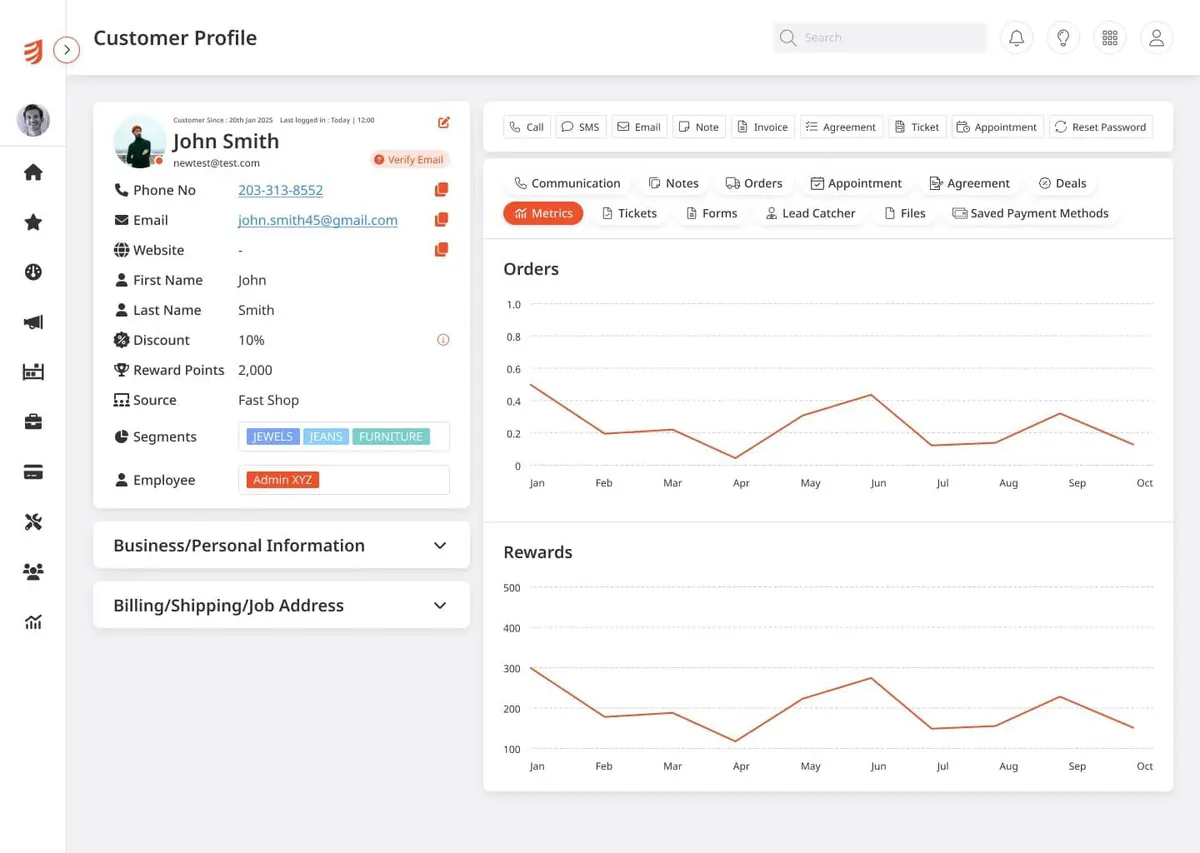 Customer Profile
Search
Customer Since : 20th Jan 2025 Last logged in : Today | 12:00
John Smith
newtest@test.com
Verify Email
Phone No 203-313-8552
Email john.smith45@gmail.com
Website -
First Name John
Last Name Smith
Discount 10%
Reward Points 2,000
Source Fast Shop
Segments JEWELS JEANS FURNITURE
Employee Admin XYZ
Business/Personal Information
Billing/Shipping/Job Address
Call SMS Email Note Invoice Agreement Ticket Appointment Reset Password
Communication Notes Orders Appointment Agreement Deals
Metrics Tickets Forms Lead Catcher Files Saved Payment Methods
Orders
1.0
0.8
0.6
0.4
0.2
0
Jan Feb Mar Apr May Jun Jul Aug Sep Oct
Rewards
500
400
300
200
100
Jan Feb Mar Apr May Jun Jul Aug Sep Oct